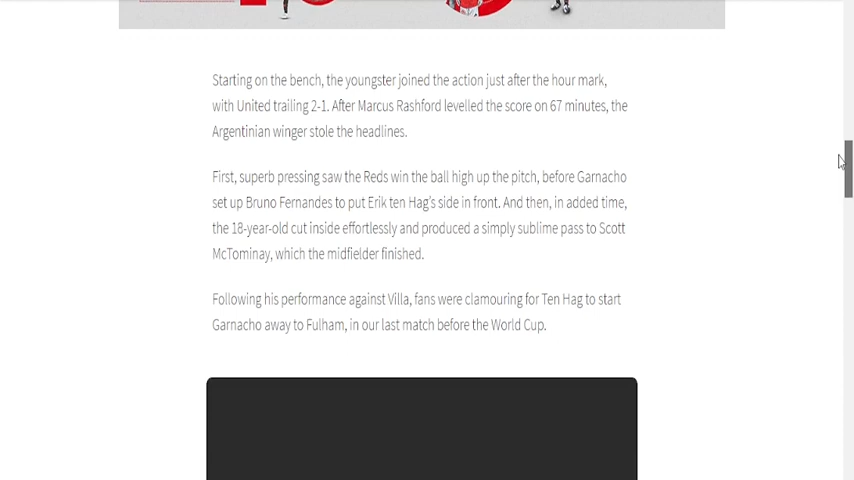 Starting on the bench, the youngster joined the action just after the hour mark,
with United trailing 2-1. After Marcus Rashford levelled the score on 67 minutes, the
Argentinian winger stole the headlines.
First, superb pressing saw the Reds win the ball high up the pitch, before Garnacho
set up Bruno Fernandes to put Erik ten Hag's side in front. And then, in added time,
the 18-year-old cut inside effortlessly and produced a simply sublime pass to Scott
McTominay, which the midfielder finished.
Following his performance against Villa, fans were clamouring for Ten Hag to start
Garnacho away to Fulham, in our last match before the World Cup.